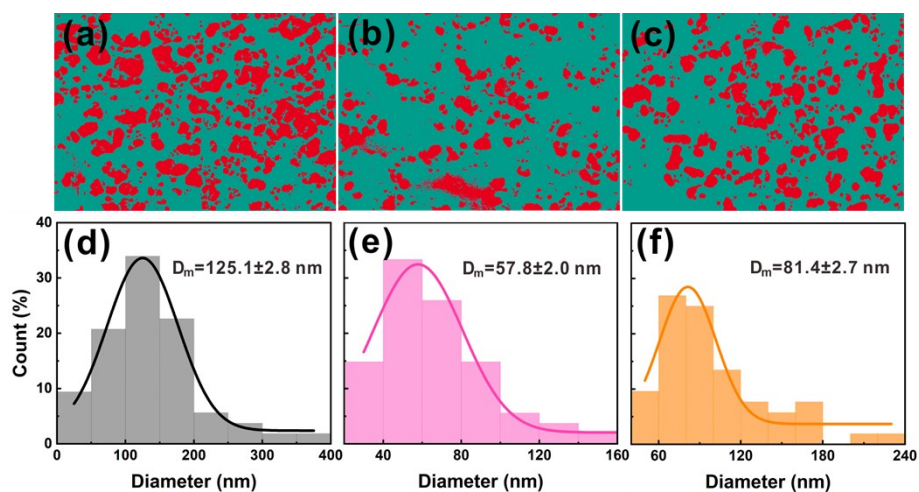 (a) (b) (c)
(d) (e) (f)
Dm=125.1±2.8 nm
Dm=57.8±2.0 nm
Dm=81.4±2.7 nm
Count (%)
40
30
20
10
0
0 100 200 300 400
40 80 120 160
60 120 180 240
Diameter (nm)
Diameter (nm)
Diameter (nm)